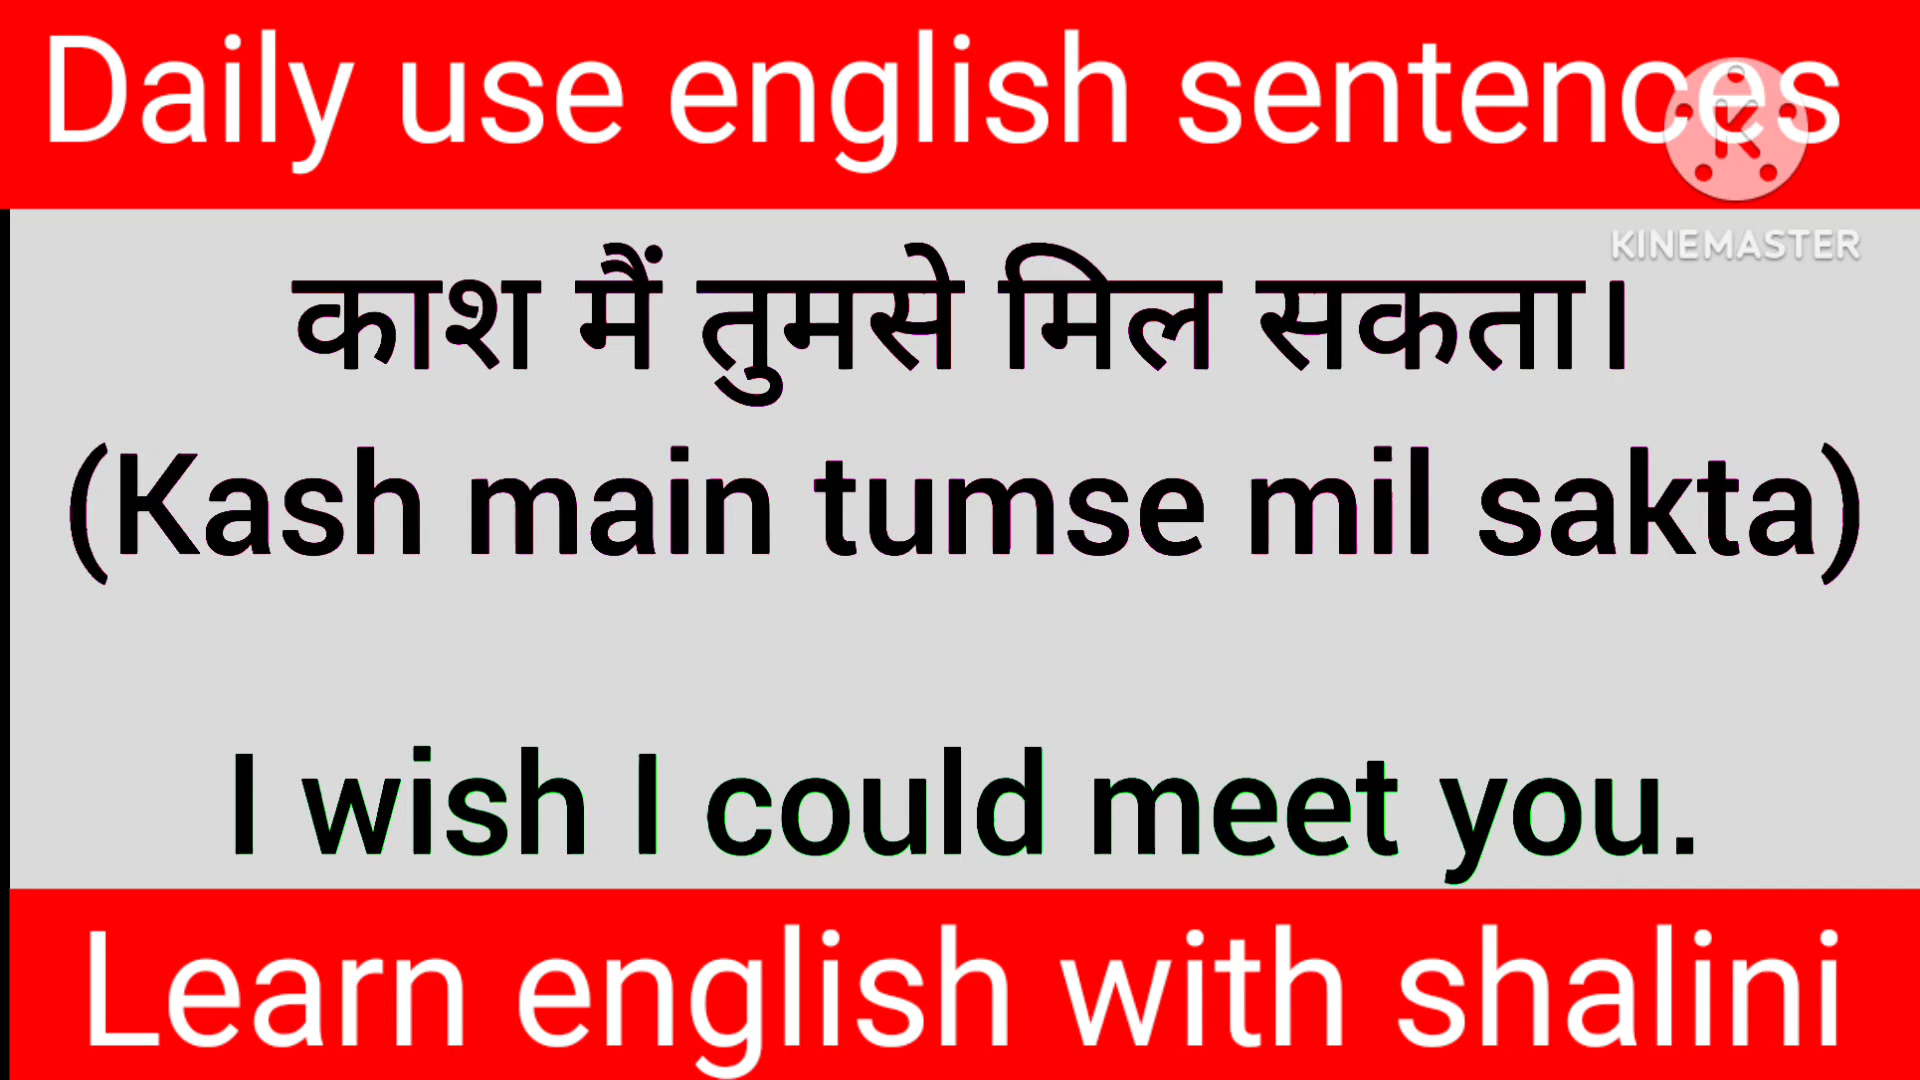 Daily use english sentences
KINEMASTER
काश मैं तुमसे मिल सकता।
(Kash main tumse mil sakta)
I wish I could meet you.
Learn english with shalini